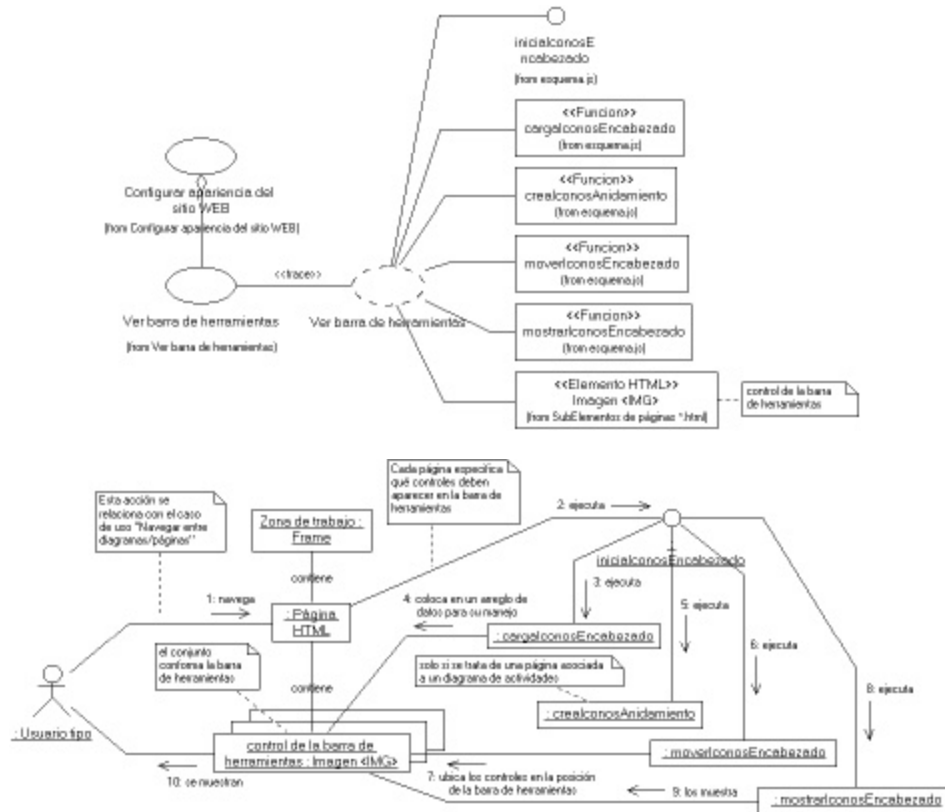 iniciaIconosE
ncabezado
(from esquema.js)
<<Funcion>>
cargaIconosEncabezado
(from esquema.js)
<<Funcion>>
creaIconosAnidamiento
(from esquema.js)
<<Funcion>>
moverIconosEncabezado
(from esquema.js)
<<Funcion>>
mostrarIconosEncabezado
(from esquema.js)
<<Elemento HTML>>
Imagen <IMG>
(from SubElementos de páginas *.html)
control de la barra
de herramientas
Configurar apariencia del
sitio WEB
(from Configurar apariencia del sitio WEB)
<<trace>>
Ver barra de herramientas
(from Ver barra de herramientas)
Ver barra de herramientas
Esta acción se
relaciona con el caso
de uso "Navegar entre
diagramas/páginas"
Zona de trabajo :
Frame
Cada página especifica
qué controles deben
aparecer en la barra de
herramientas
2: ejecuta
iniciaIconosEncabezado
contiene
1: navega
: Página
HTML
4: coloca en un arreglo de
datos para su manejo
3: ejecuta
5: ejecuta
: cargaIconosEncabezado
6: ejecuta
el conjunto
conforma la barra
de herramientas
contiene
solo si se trata de una página asociada
a un diagrama de actividades
8: ejecuta
: creaIconosAnidamiento
: Usuario tipo
control de la barra de
herramientas : Imagen <IMG>
: moverIconosEncabezado
10: se muestran
7: ubica los controles en la posición
de la barra de herramientas
9: los muestra
: mostrarIconosEncabezado